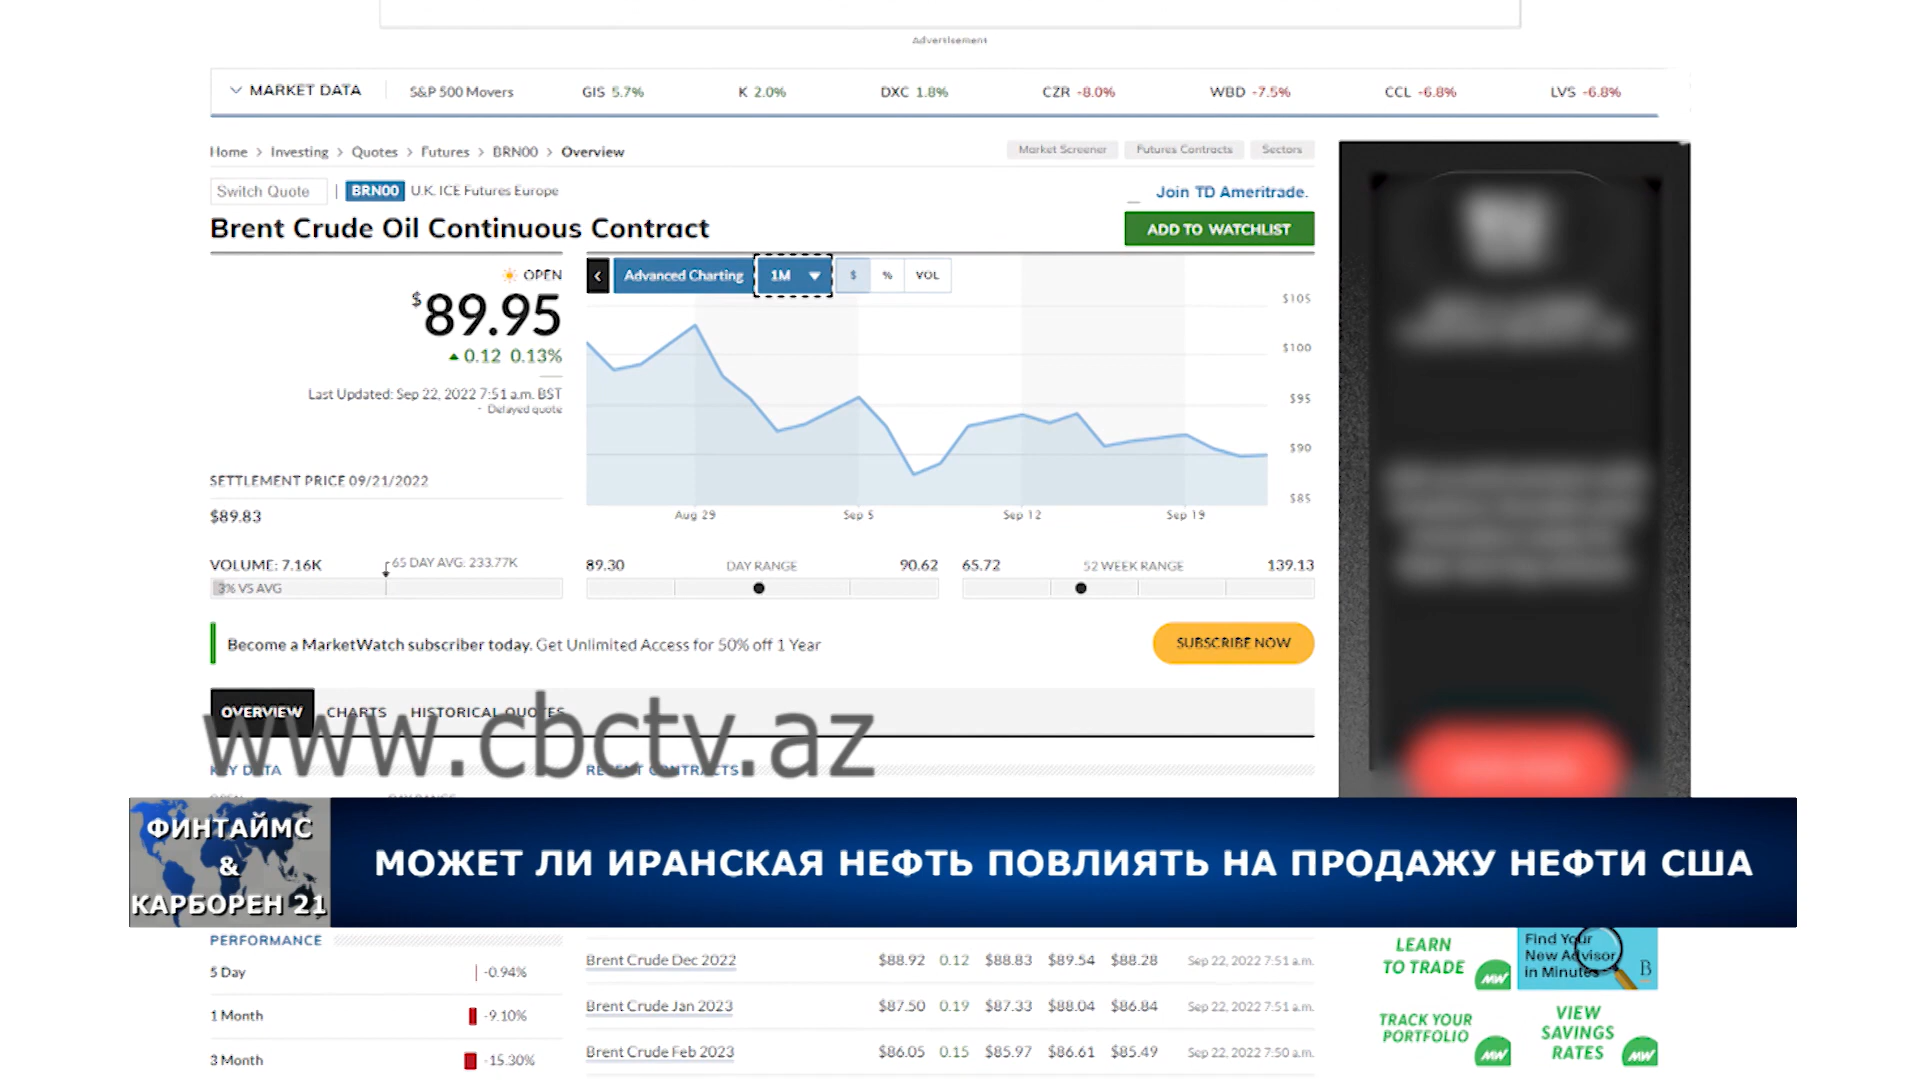 Advertisement
MARKET DATA S&P 500 Movers GIS 5.7% K 2.0% DXC 1.8% CZR -8.0% WBD -7.5% CCL -6.8% LVS -6.8%
Home > Investing > Quotes > Futures > BRN00 > Overview Market Screener Futures Contracts Sectors
Switch Quote | BRN00 U.K. ICE Futures Europe Join TD Ameritrade.
Brent Crude Oil Continuous Contract ADD TO WATCHLIST
OPEN Advanced Charting 1M $ % VOL
$89.95
0.12 0.13%
Last Updated: Sep 22, 2022 7:51 a.m. BST
Delayed quote
$105
$100
$95
$90
$85
Aug 29 Sep 5 Sep 12 Sep 19
SETTLEMENT PRICE 09/21/2022
$89.83
VOLUME: 7.16K 65 DAY AVG: 233.77K 89.30 DAY RANGE 90.62 65.72 52 WEEK RANGE 139.13
3% VS AVG
Become a MarketWatch subscriber today. Get Unlimited Access for 50% off 1 Year SUBSCRIBE NOW
OVERVIEW CHARTS HISTORICAL QUOTES
www.cbctv.az
KEY DATA RECENT CONTRACTS
ФИНТАЙМС
&
КАРБОРЕН 21
МОЖЕТ ЛИ ИРАНСКАЯ НЕФТЬ ПОВЛИЯТЬ НА ПРОДАЖУ НЕФТИ США
PERFORMANCE
5 Day -0.94%
1 Month -9.10%
3 Month -15.30%
Brent Crude Dec 2022 $88.92 0.12 $88.83 $89.54 $88.28 Sep 22, 2022 7:51 a.m.
Brent Crude Jan 2023 $87.50 0.19 $87.33 $88.04 $86.84 Sep 22, 2022 7:51 a.m.
Brent Crude Feb 2023 $86.05 0.15 $85.97 $86.61 $85.49 Sep 22, 2022 7:50 a.m.
LEARN
TO TRADE
MW
Find Your
New Advisor
in Minutes
B
TRACK YOUR
PORTFOLIO
MW
VIEW
SAVINGS
RATES
MW